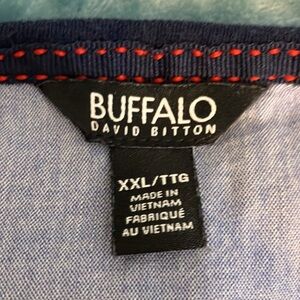 BUFFALO
DAVID BITTON
XXL/TTG
MADE IN
VIETNAM
FABRIQUÉ
AU VIETNAM